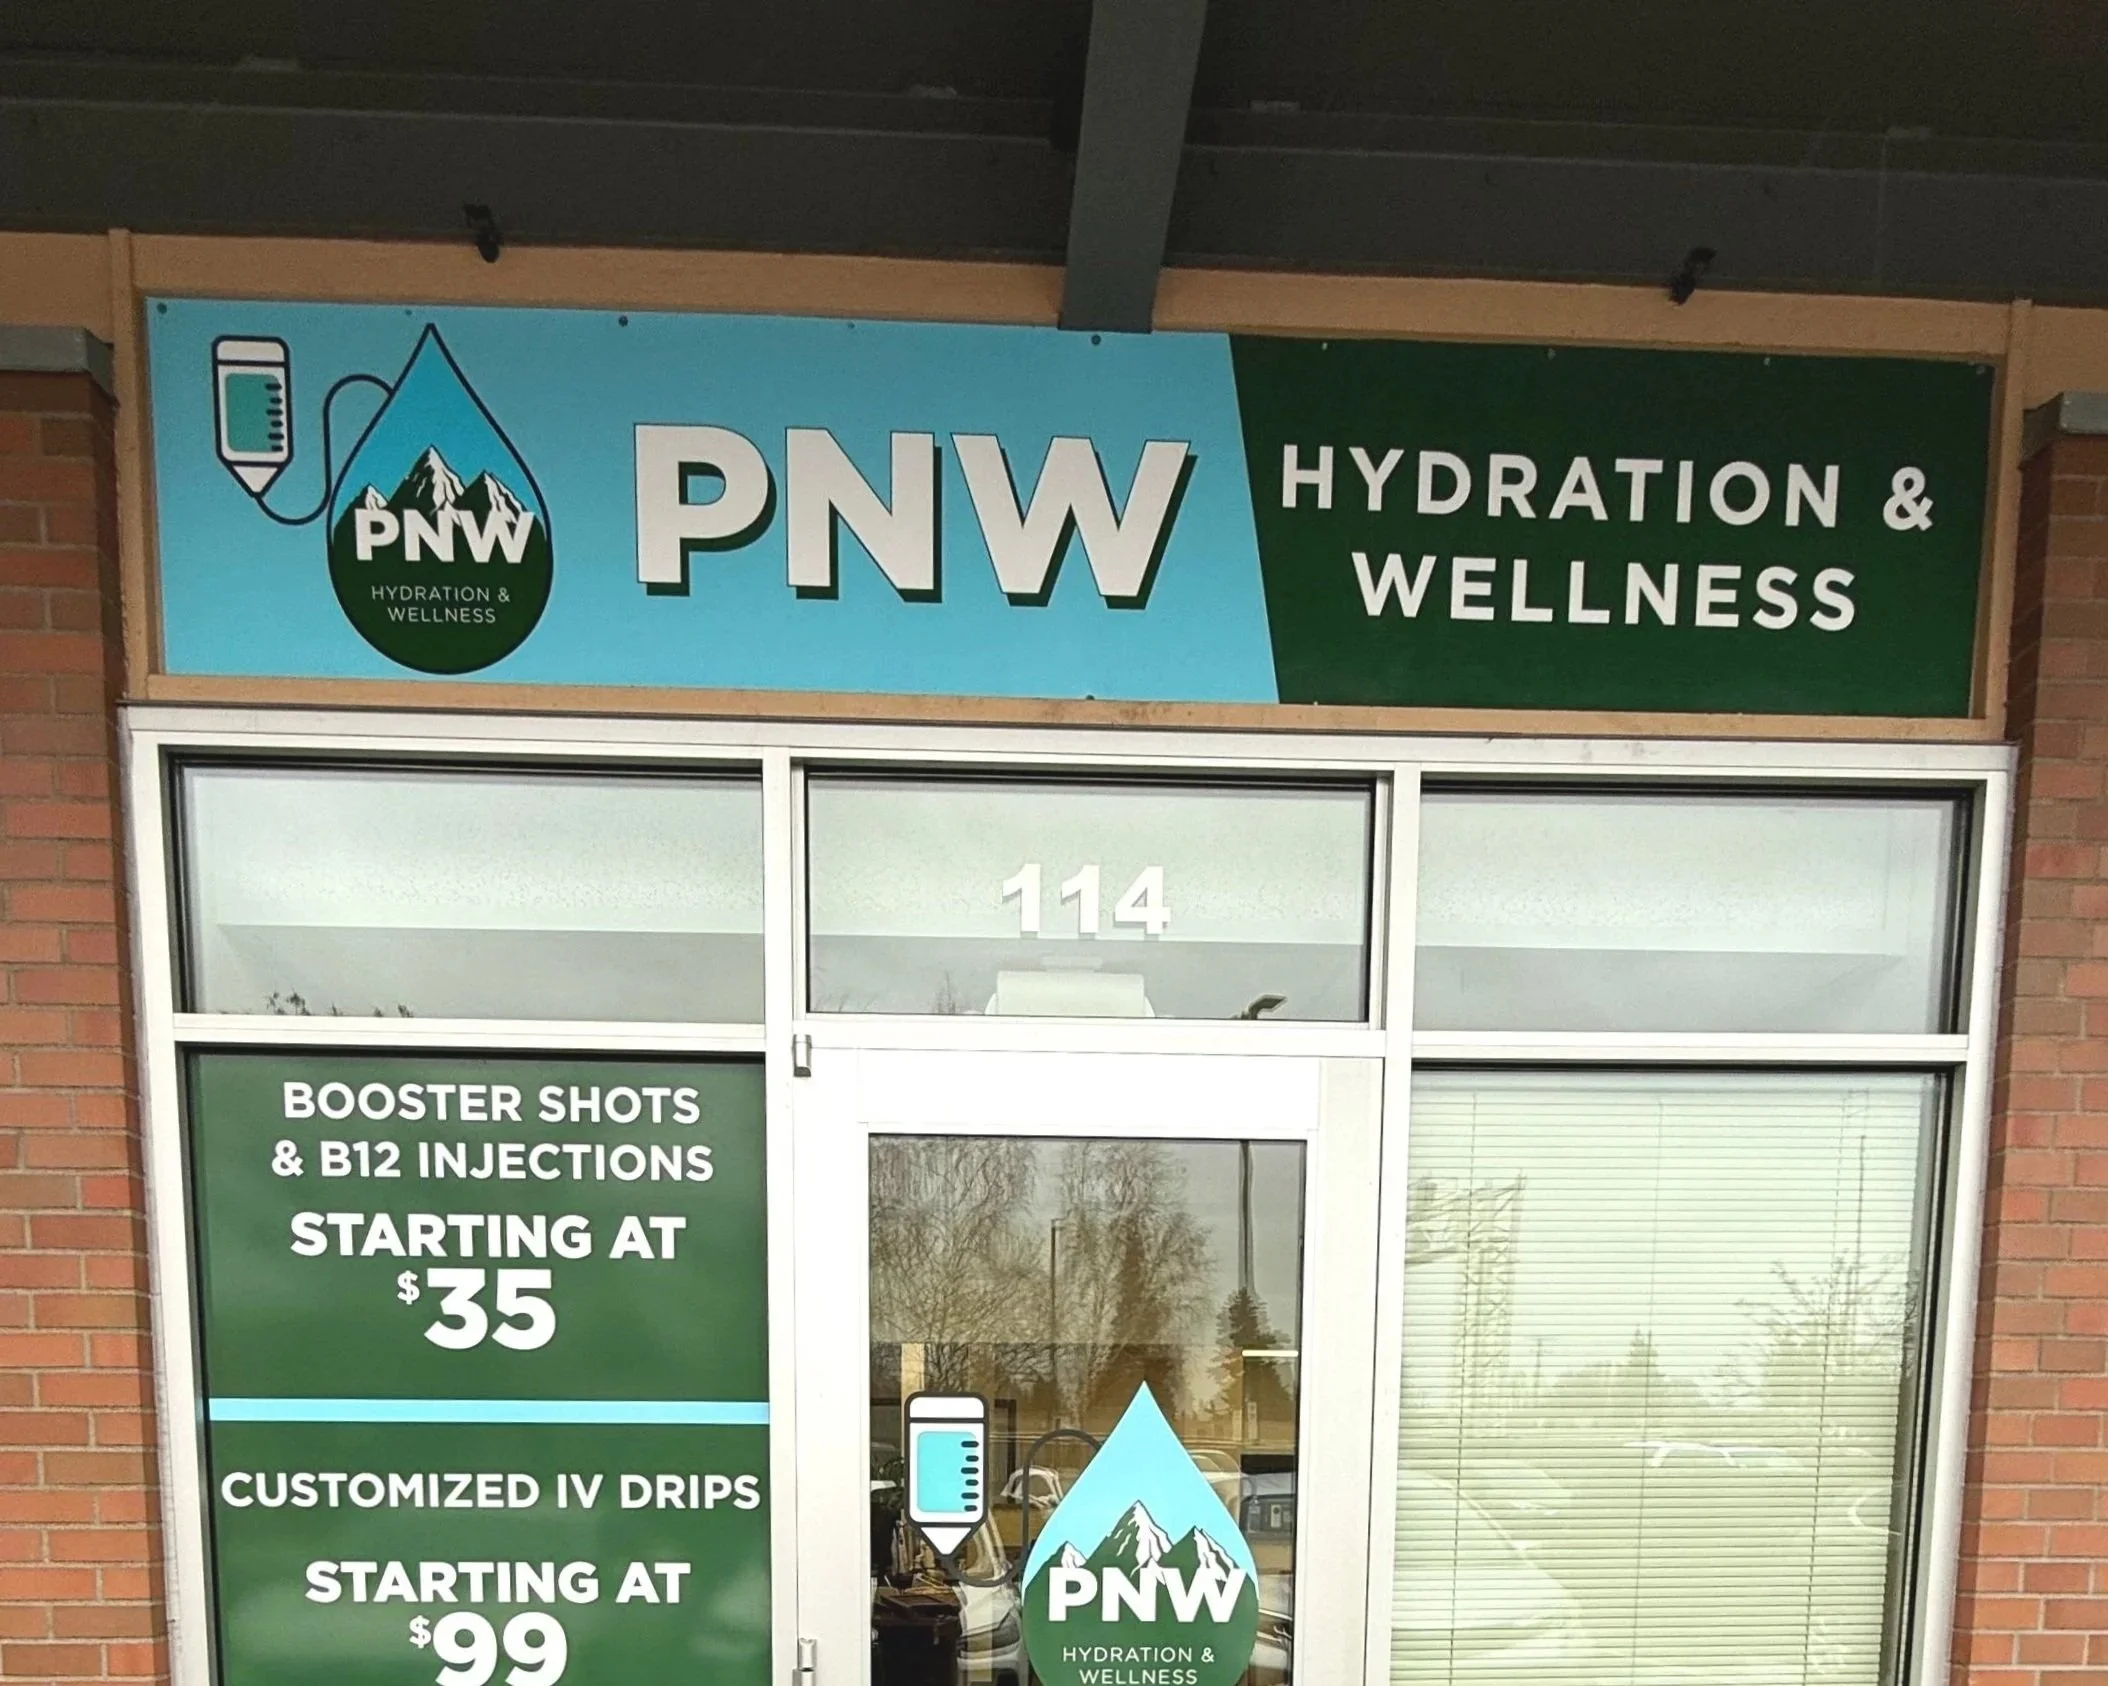 PNW
HYDRATION &
WELLNESS
PNW
HYDRATION &
WELLNESS
114
BOOSTER SHOTS
& B12 INJECTIONS
STARTING AT
$35
CUSTOMIZED IV DRIPS
STARTING AT
$99
PNW
HYDRATION &
WELLNESS